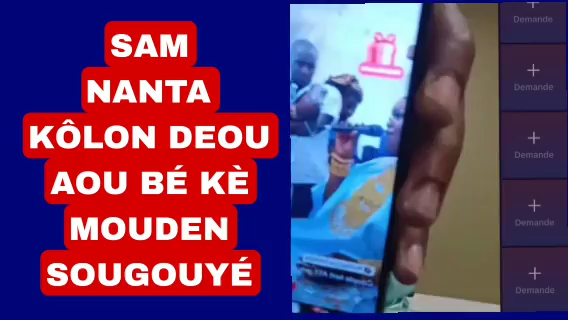 SAM
NANTA
KÔLON DEOU
AOU BÉ KÈ
MOUDEN
SOUGOUYÉ
Demande
Demande
Demande
Demande
Demande